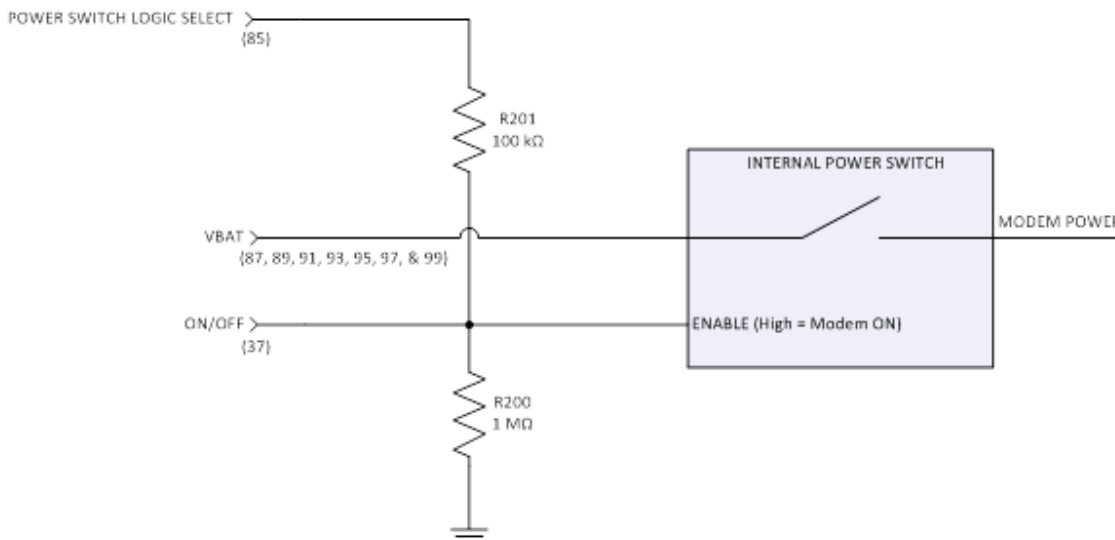 POWER SWITCH LOGIC SELECT
(85)
R201
100 kΩ
INTERNAL POWER SWITCH
VBAT
(87, 89, 91, 93, 95, 97, & 99)
MODEM POWER
ON/OFF
(37)
ENABLE (High = Modem ON)
R200
1 MΩ